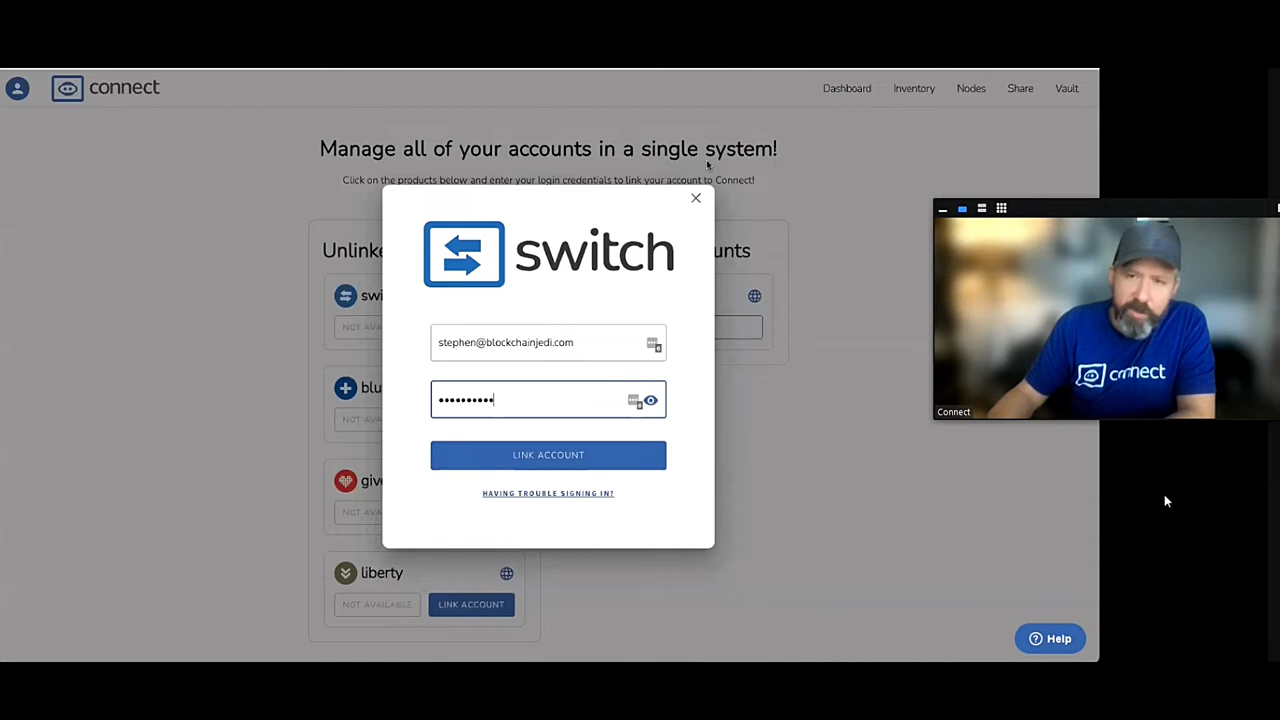 connect
Dashboard Inventory Nodes Share Vault
Manage all of your accounts in a single system!
Click on the products below and enter your login credentials to link your account to Connect!
switch
stephen@blockchainjedi.com
••••••••••
LINK ACCOUNT
HAVING TROUBLE SIGNING IN?
liberty
NOT AVAILABLE LINK ACCOUNT
Help
connect
Connect